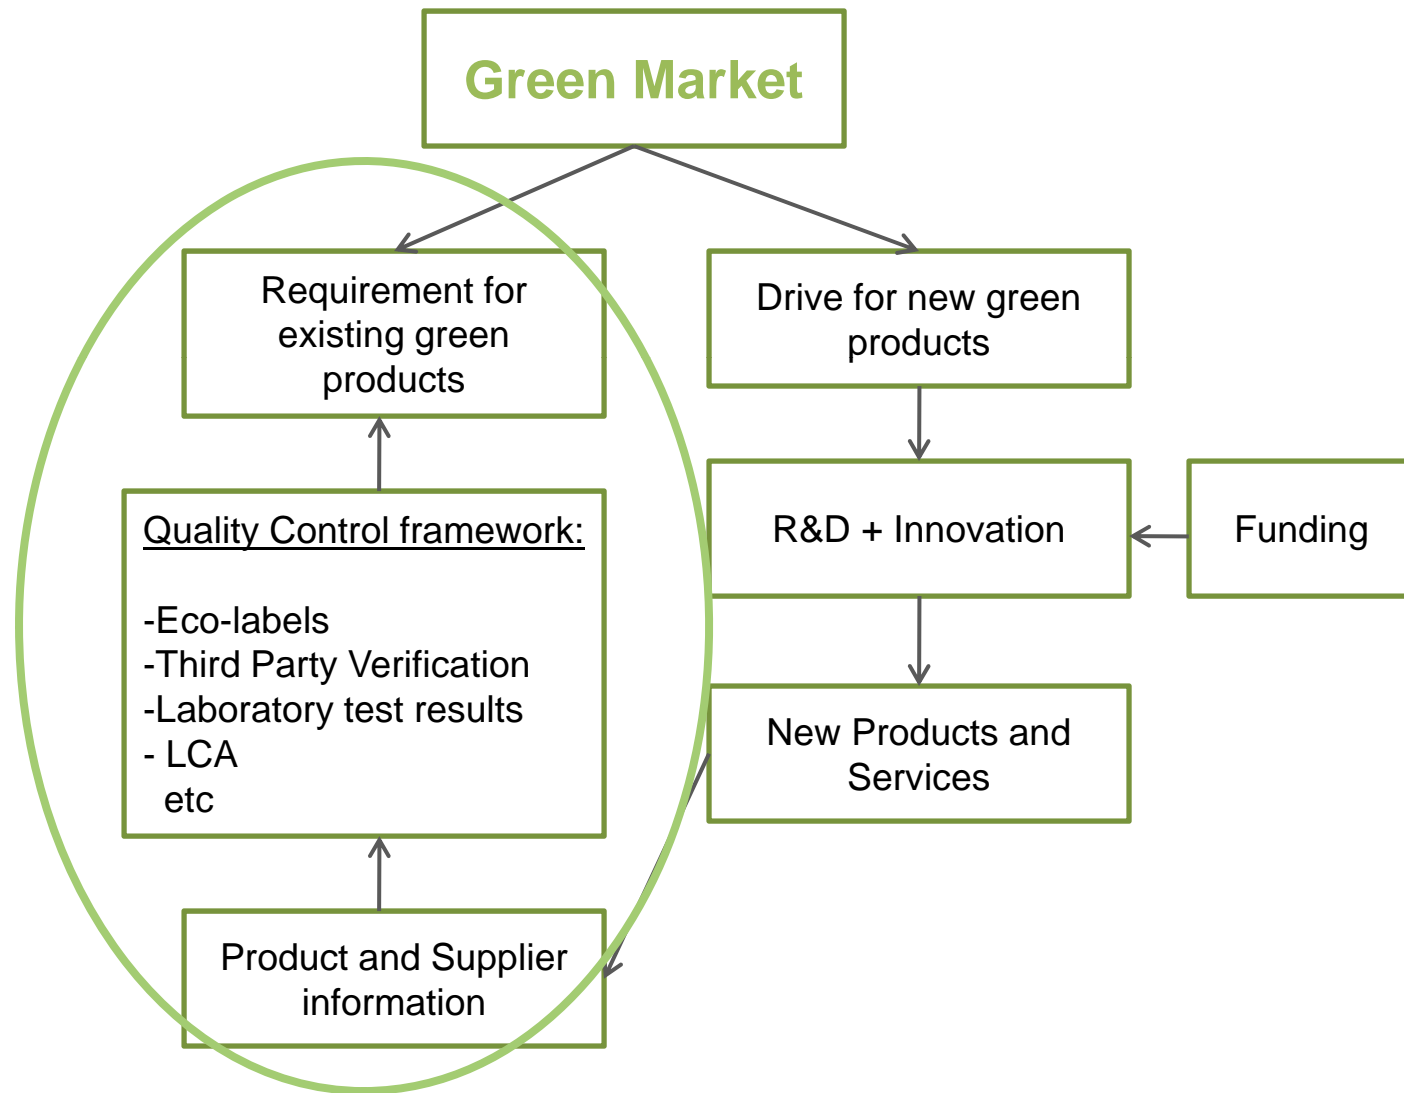 Green Market
Requirement for
existing green
products
Drive for new green
products
Quality Control framework:
-Eco-labels
-Third Party Verification
-Laboratory test results
- LCA
etc
R&D + Innovation
Funding
New Products and
Services
Product and Supplier
information